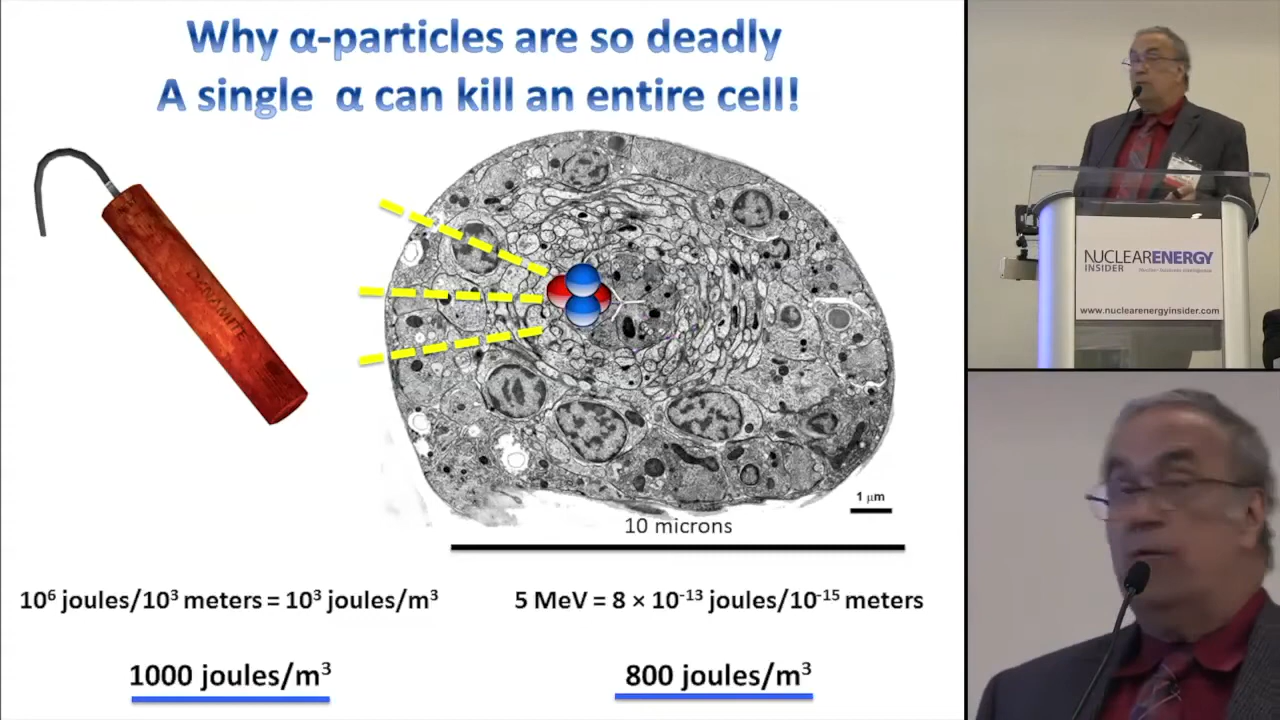 Why α-particles are so deadly
A single α can kill an entire cell!
DYNAMITE
1 μm
10 microns
10⁶ joules/10³ meters = 10³ joules/m³
5 MeV = 8 × 10⁻¹³ joules/10⁻¹⁵ meters
1000 joules/m³
800 joules/m³
NUCLEARENERGY
INSIDER
www.nuclearenergyinsider.com